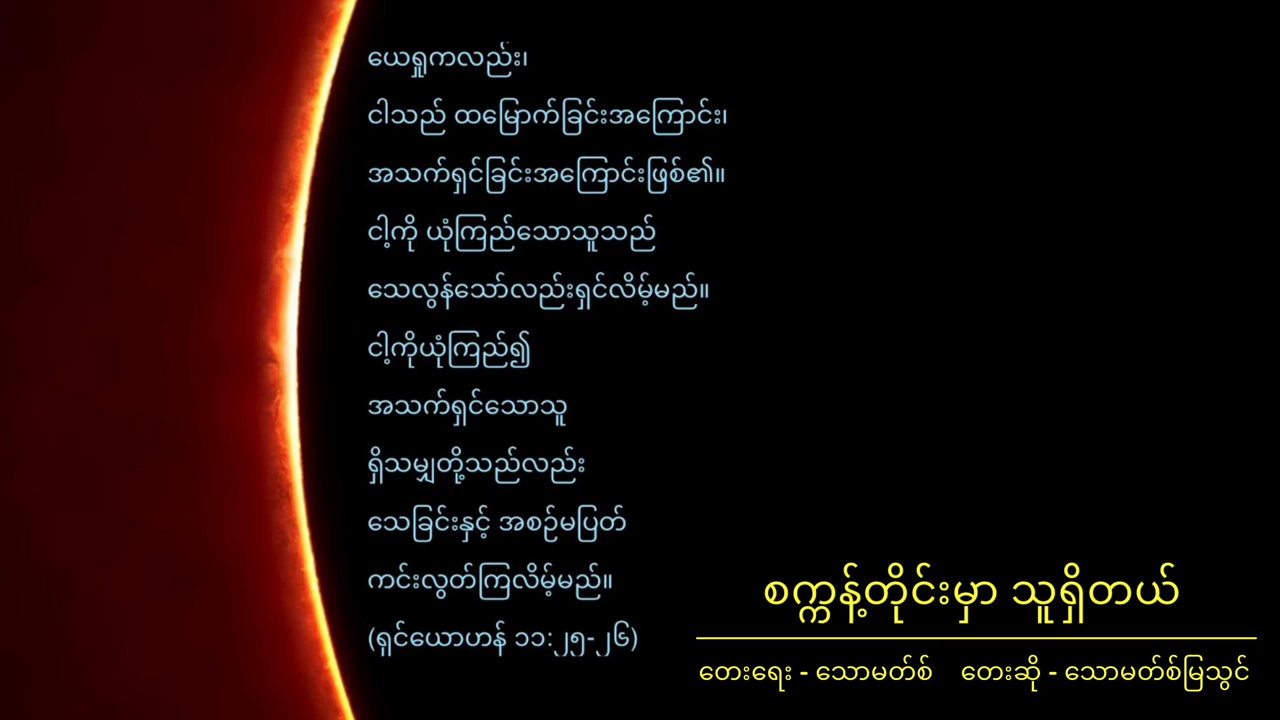 ယေရှုကလည်း၊
ငါသည် ထမြောက်ခြင်းအကြောင်း၊
အသက်ရှင်ခြင်းအကြောင်းဖြစ်၏။
ငါ့ကို ယုံကြည်သောသူသည်
သေလွန်သော်လည်းရှင်လိမ့်မည်။
ငါ့ကိုယုံကြည်၍
အသက်ရှင်သောသူ
ရှိသမျှတို့သည်လည်း
သေခြင်းနှင့် အစဉ်မပြတ်
ကင်းလွတ်ကြလိမ့်မည်။
(ရှင်ယောဟန် ၁၁:၂၅-၂၆)
စက္ကန့်တိုင်းမှာ သူရှိတယ်
တေးရေး - သောမတ်စ် တေးဆို - သောမတ်စ်မြသွင်